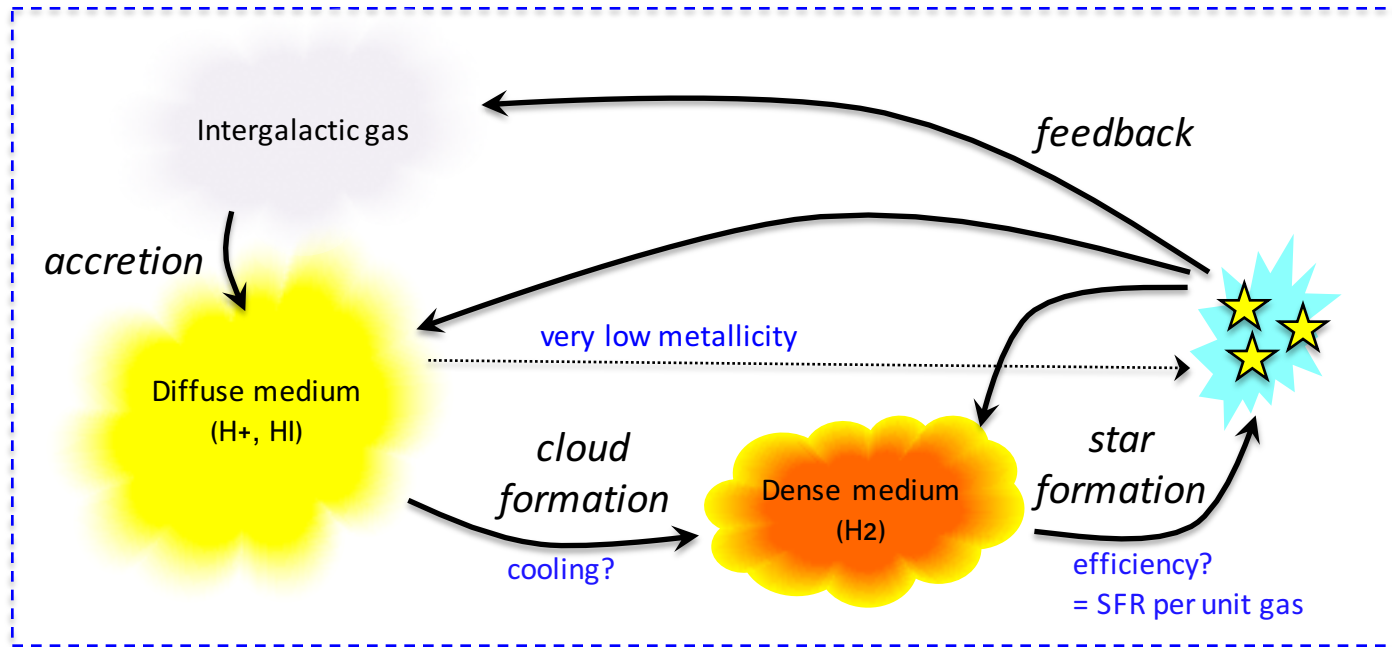 Intergalactic gas
feedback
accretion
very low metallicity
Diffuse medium
(H+, HI)
cloud
formation
cooling?
Dense medium
(H2)
star
formation
efficiency?
= SFR per unit gas